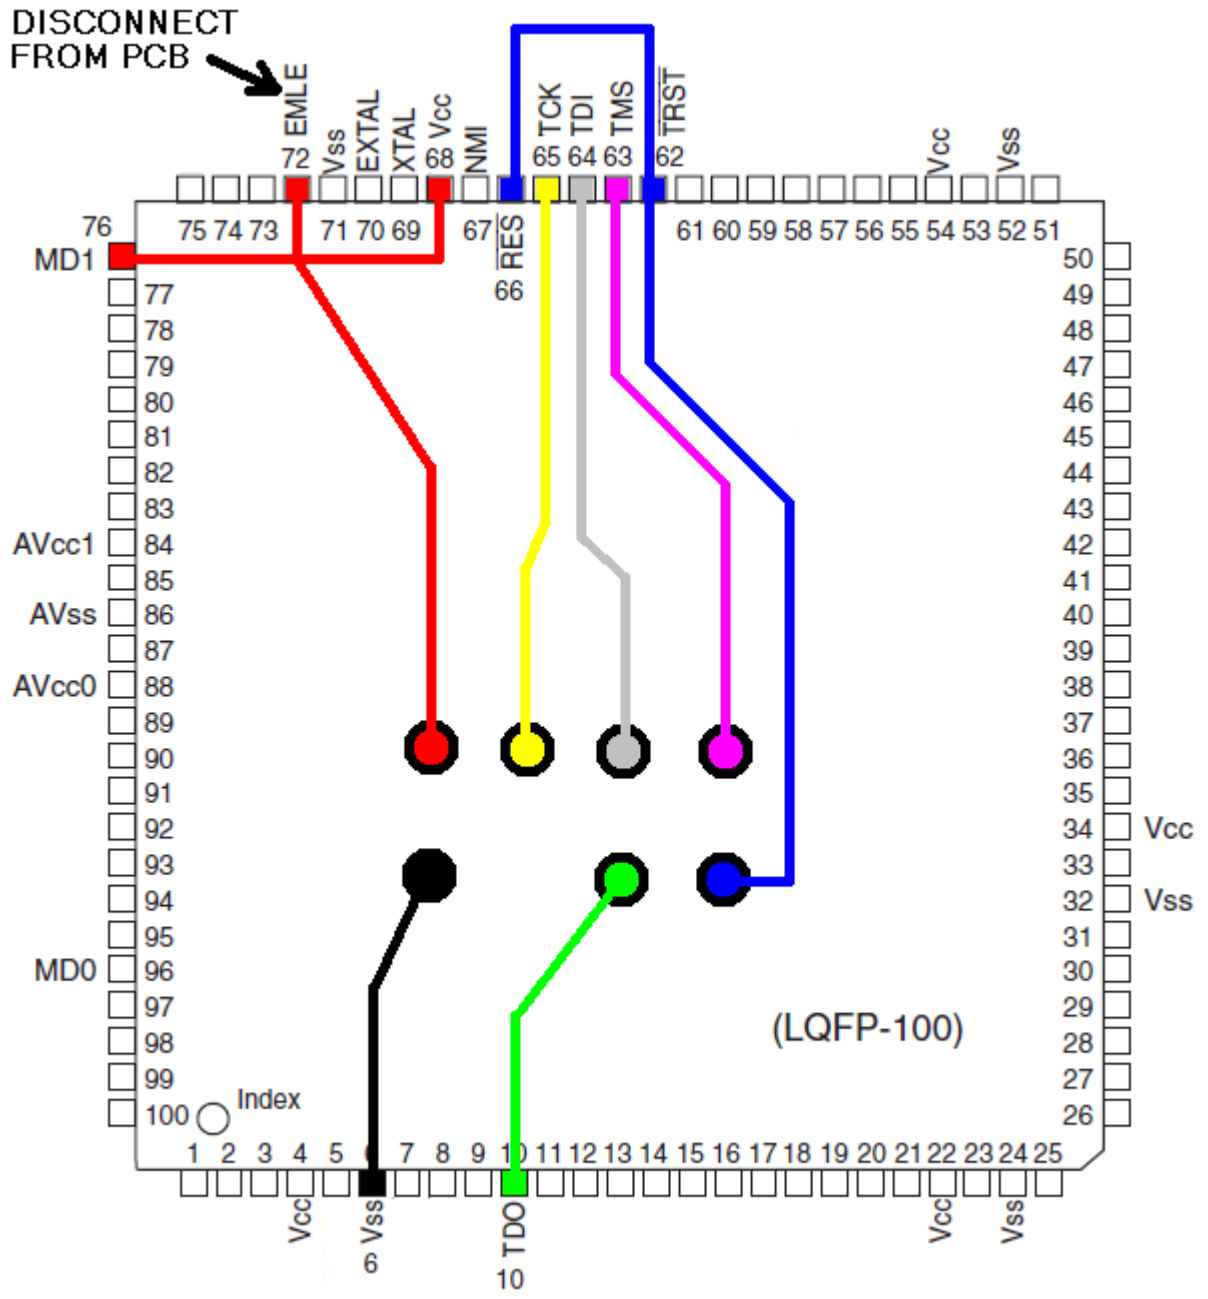 DISCONNECT
FROM PCB
EMLE
72
Vss
EXTAL
XTAL
Vcc
68
NMI
TCK
65
TDI
64
TMS
63
TRST
62
Vcc
Vss
76
75 74 73 71 70 69 67 RES 61 60 59 58 57 56 55 54 53 52 51
66
MD1
77
78
79
80
81
82
83
AVcc1 84
85
AVss 86
87
AVcc0 88
89
90
91
92
93
94
95
MD0 96
97
98
99
100 Index
50
49
48
47
46
45
44
43
42
41
40
39
38
37
36
35
34 Vcc
33
32 Vss
31
30
29
28
27
26
(LQFP-100)
1 2 3 4 5 6 7 8 9 10 11 12 13 14 15 16 17 18 19 20 21 22 23 24 25
Vcc
Vss
6
TDO
10
Vcc
Vss